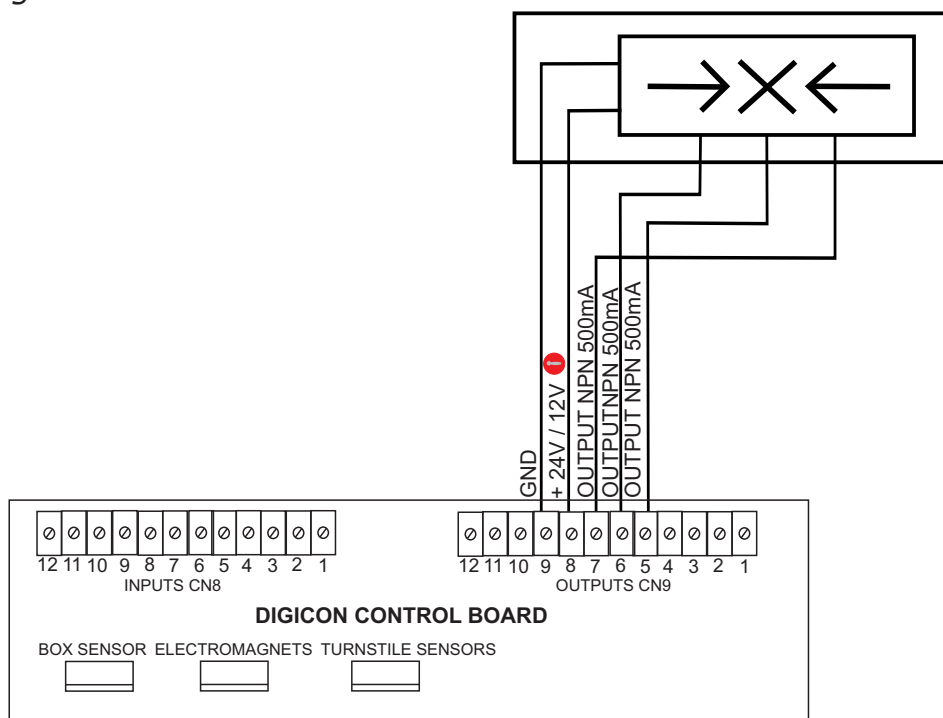 g
GND
+ 24V / 12V
OUTPUT NPN 500mA
OUTPUTNPN 500mA
OUTPUT NPN 500mA
12 11 10 9 8 7 6 5 4 3 2 1
INPUTS CN8
12 11 10 9 8 7 6 5 4 3 2 1
OUTPUTS CN9
DIGICON CONTROL BOARD
BOX SENSOR ELECTROMAGNETS TURNSTILE SENSORS